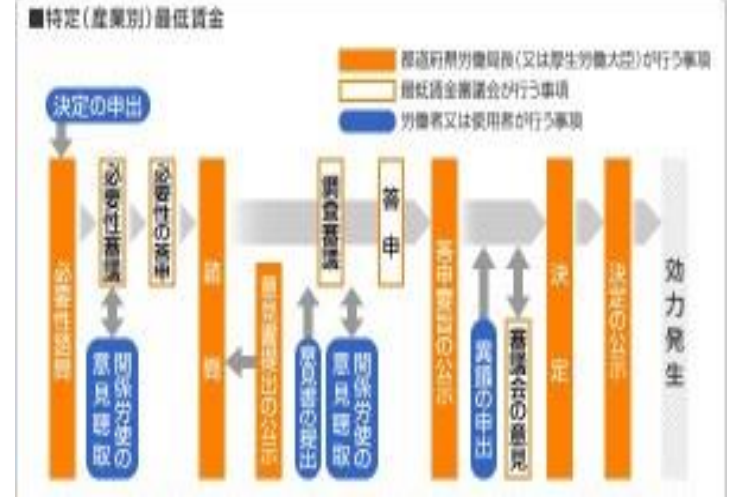 ■特定(産業別)最低賃金
都道府県労働局長(又は厚生労働大臣)が行う事項
最低賃金審議会が行う事項
労働者又は使用者が行う事項
決定の申出
必要性諮問
必要性審議
関係労使の
意見聴取
必要性の答申
諮問
意見書提出の公示
意見書の提出
調査審議
関係労使の
意見聴取
答申
答申要旨の公示
異議の申出
審議会の意見
決定
決定の公示
効力発生